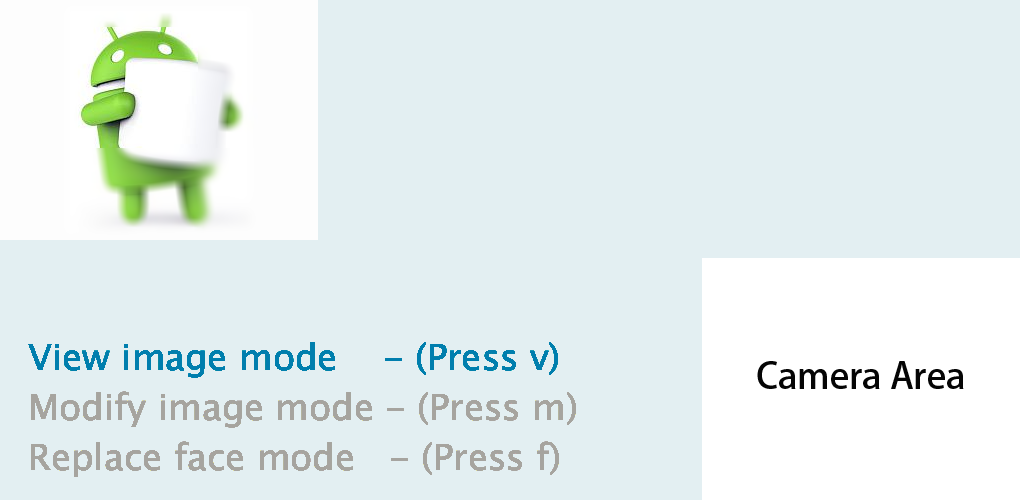 View image mode - (Press v)
Modify image mode - (Press m)
Replace face mode - (Press f)
Camera Area